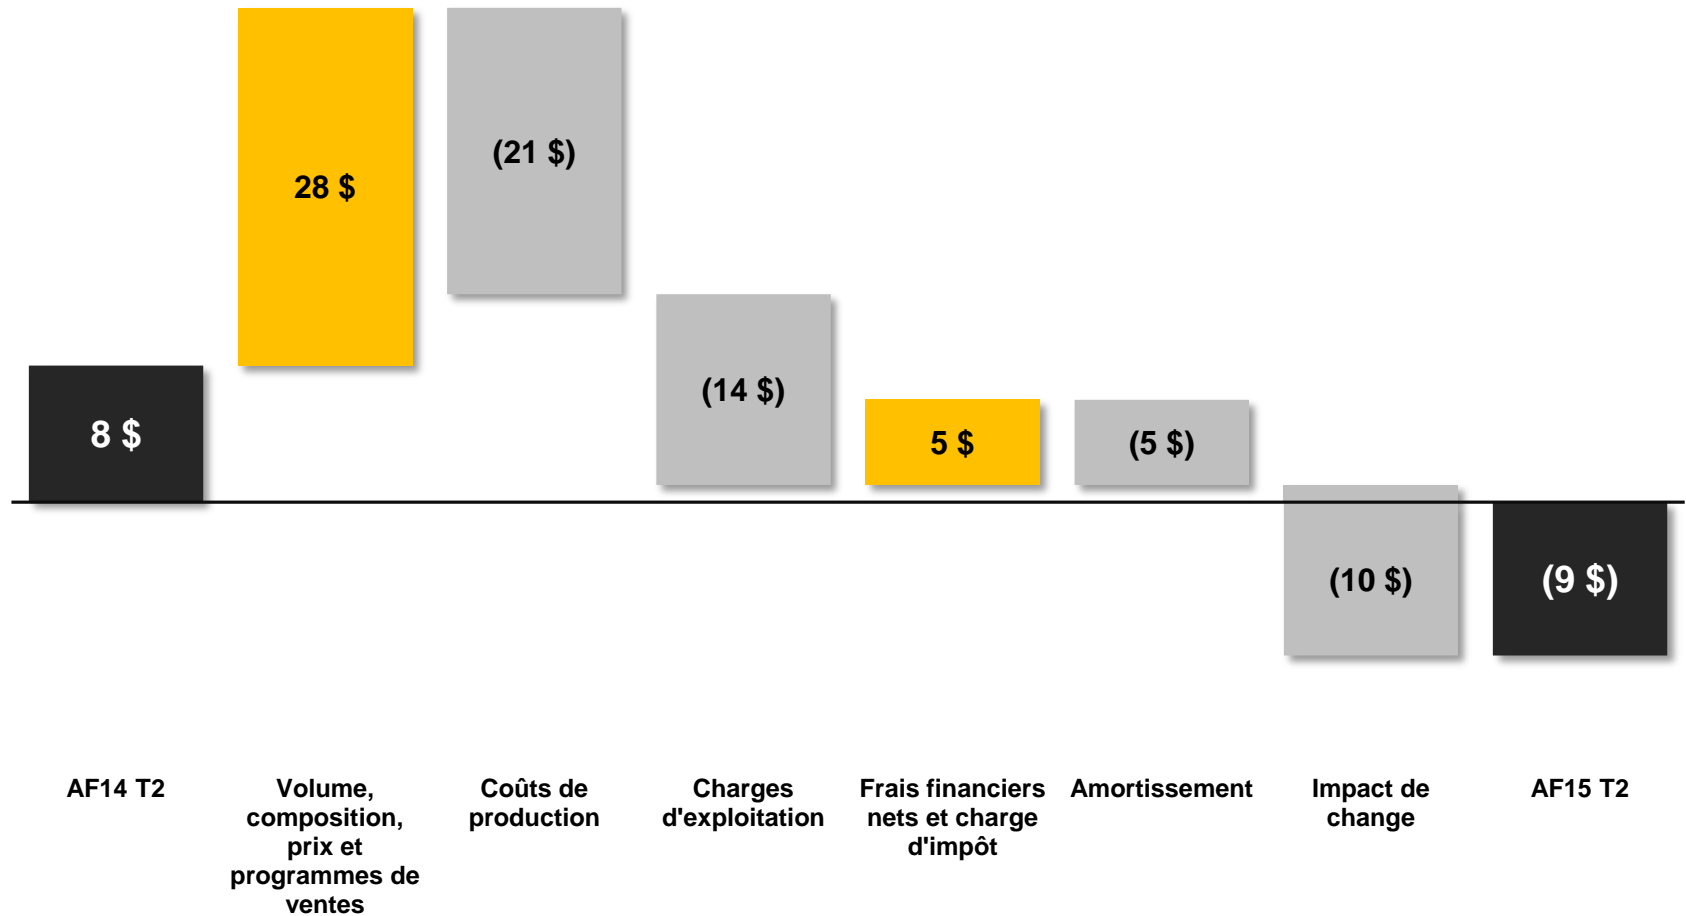 28 $
(21 $)
(14 $)
8 $
5 $
(5 $)
(10 $)
(9 $)
AF14 T2
Volume,
composition,
prix et
programmes de
ventes
Coûts de
production
Charges
d'exploitation
Frais financiers
nets et charge
d'impôt
Amortissement
Impact de
change
AF15 T2